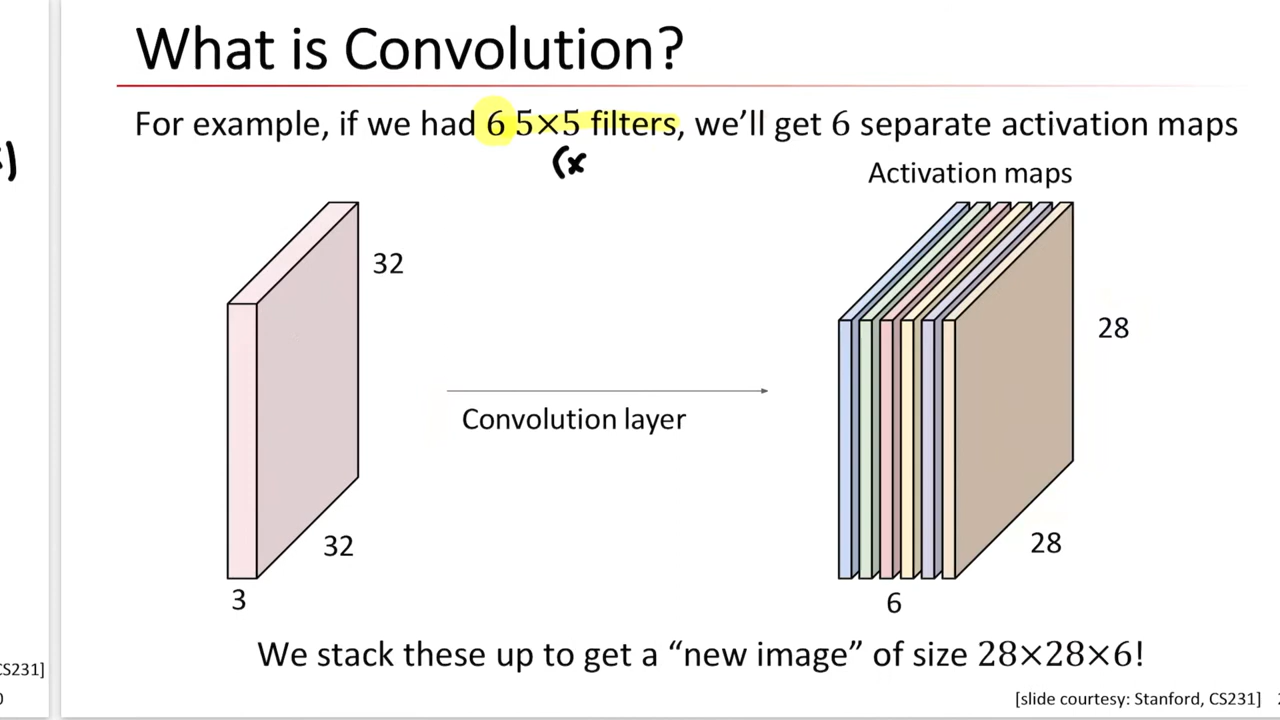 What is Convolution?
For example, if we had 6 5×5 filters, we’ll get 6 separate activation maps
(x
)
Activation maps
32
28
Convolution layer
32
28
3
6
We stack these up to get a “new image” of size 28×28×6!
CS231]
0
[slide courtesy: Stanford, CS231]